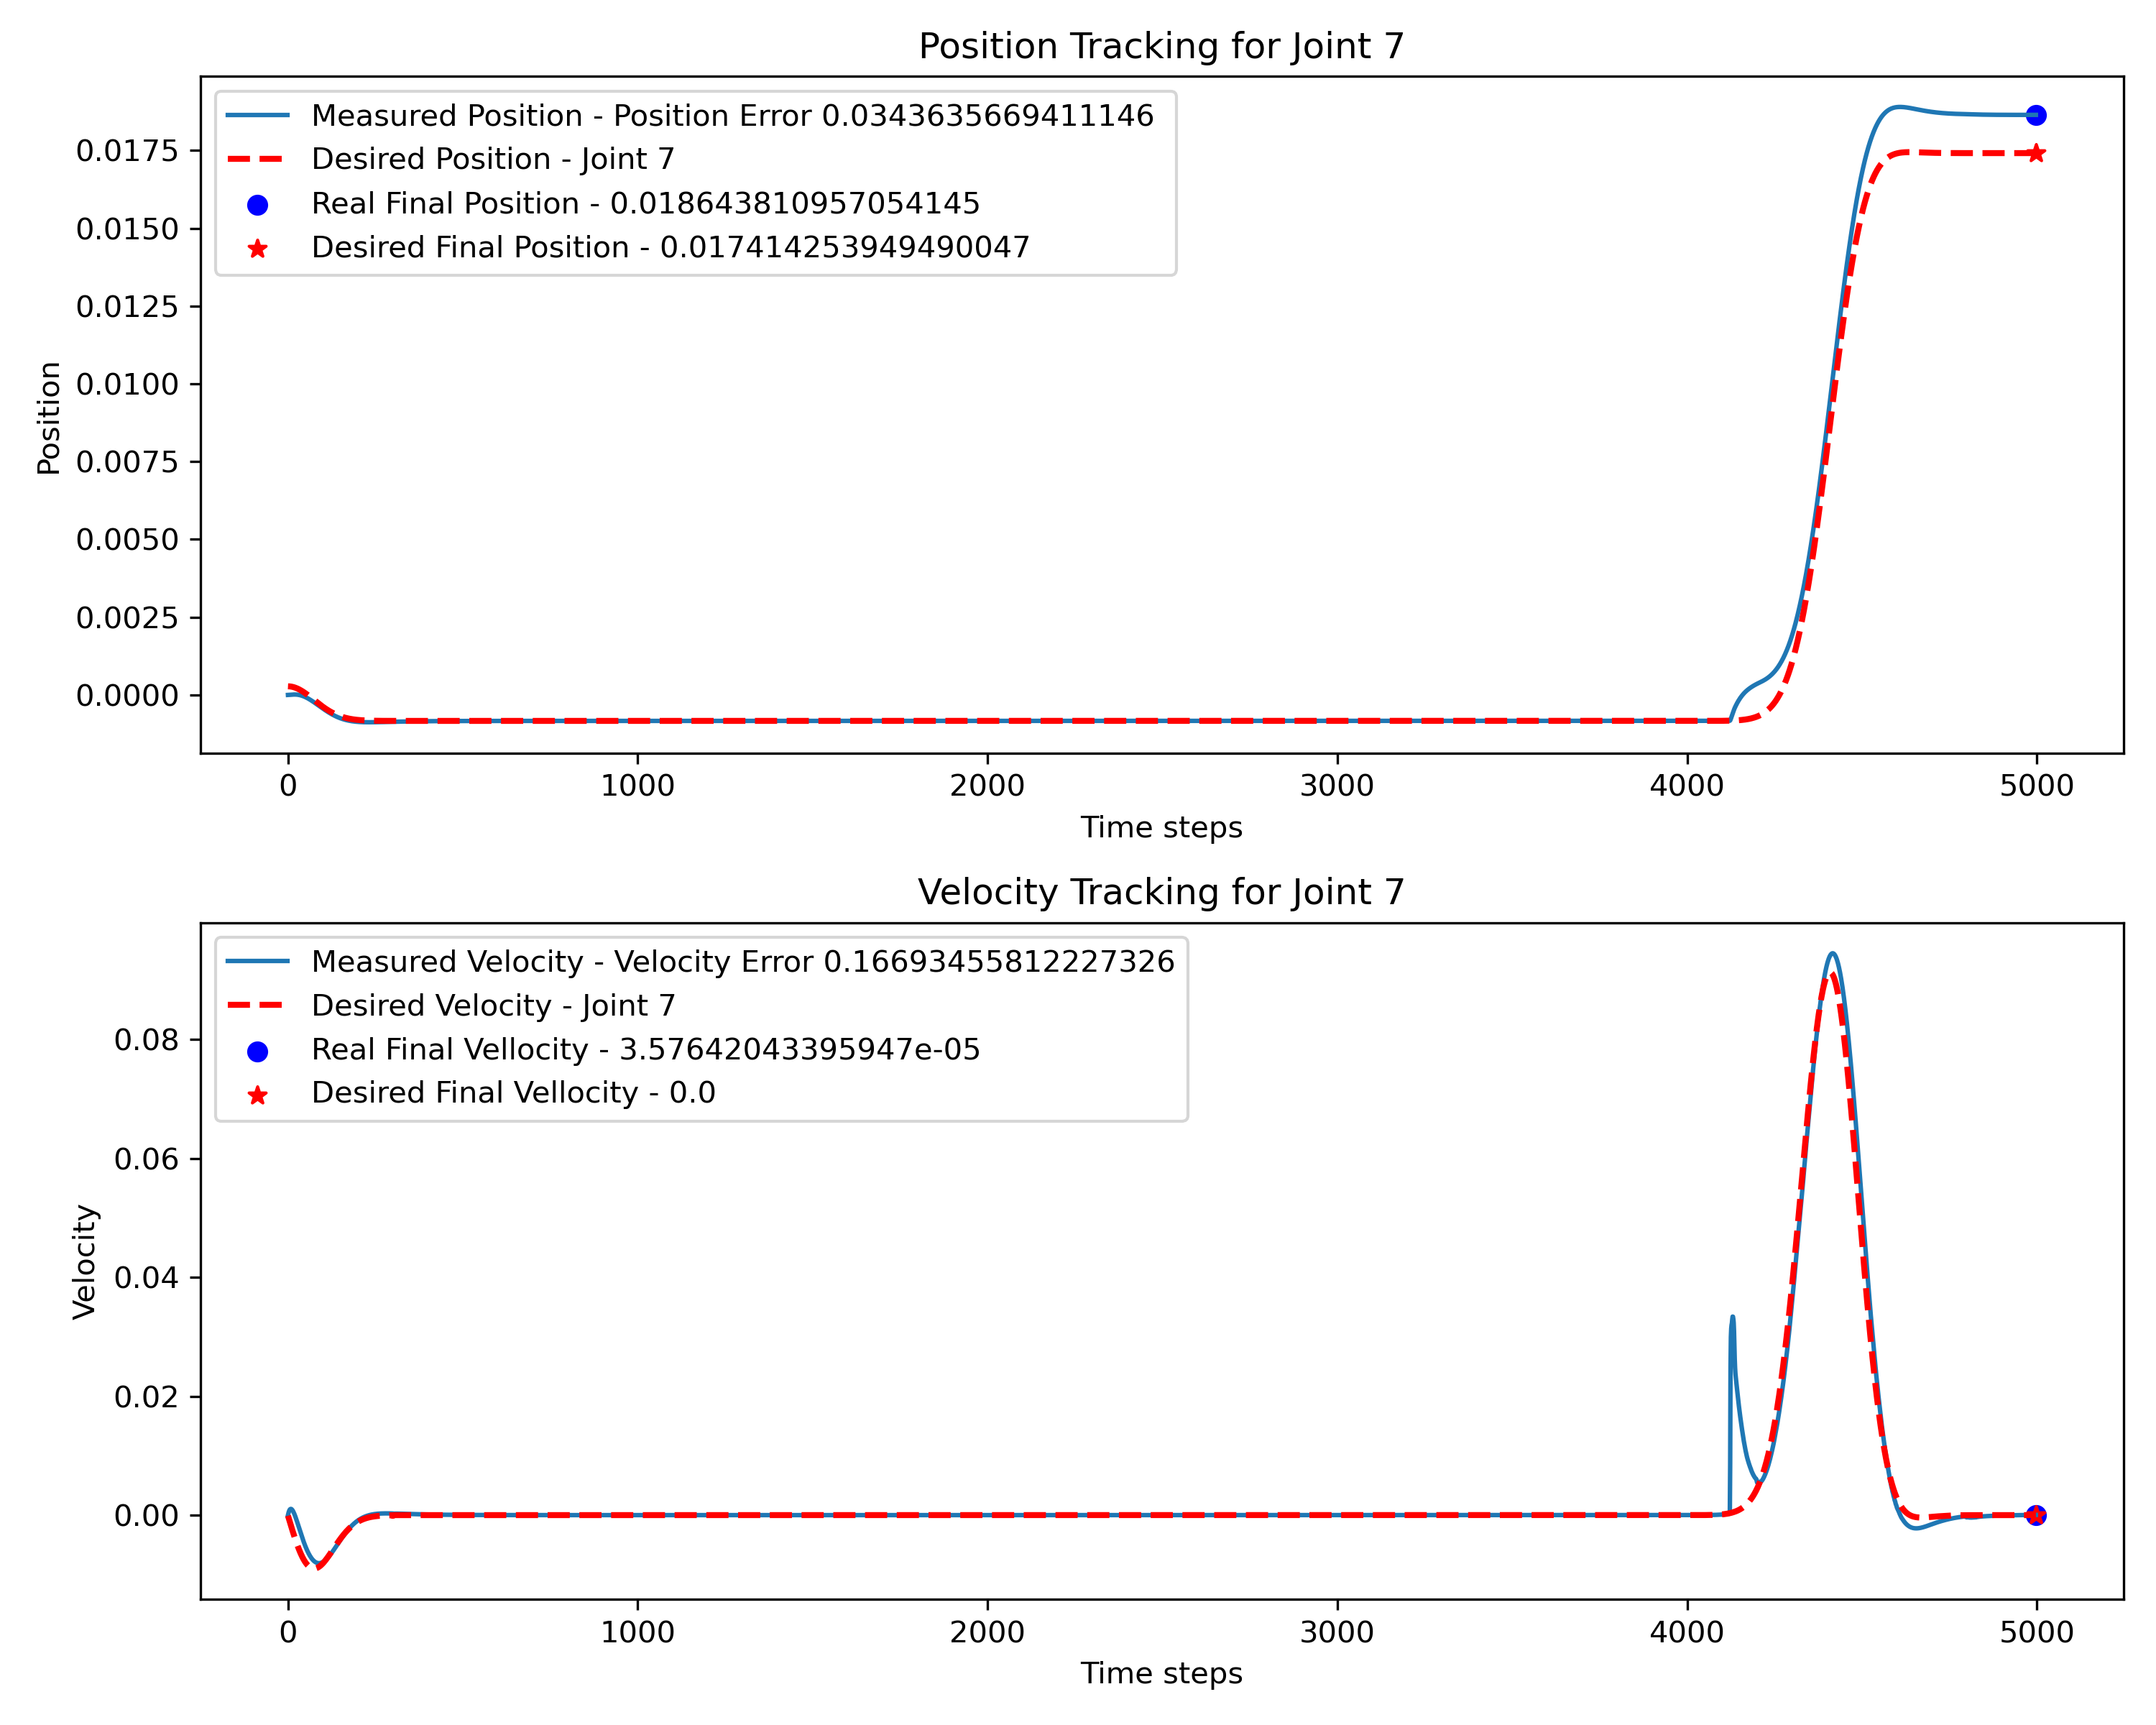 Position Tracking for Joint 7
Measured Position - Position Error 0.0343635669411146
Desired Position - Joint 7
Real Final Position - 0.018643810957054145
Desired Final Position - 0.017414253949490047
0.0175
0.0150
0.0125
0.0100
0.0075
0.0050
0.0025
0.0000
Position
0 1000 2000 3000 4000 5000
Time steps
Velocity Tracking for Joint 7
Measured Velocity - Velocity Error 0.16693455812227326
Desired Velocity - Joint 7
Real Final Vellocity - 3.57642043395947e-05
Desired Final Vellocity - 0.0
0.08
0.06
0.04
0.02
0.00
Velocity
0 1000 2000 3000 4000 5000
Time steps